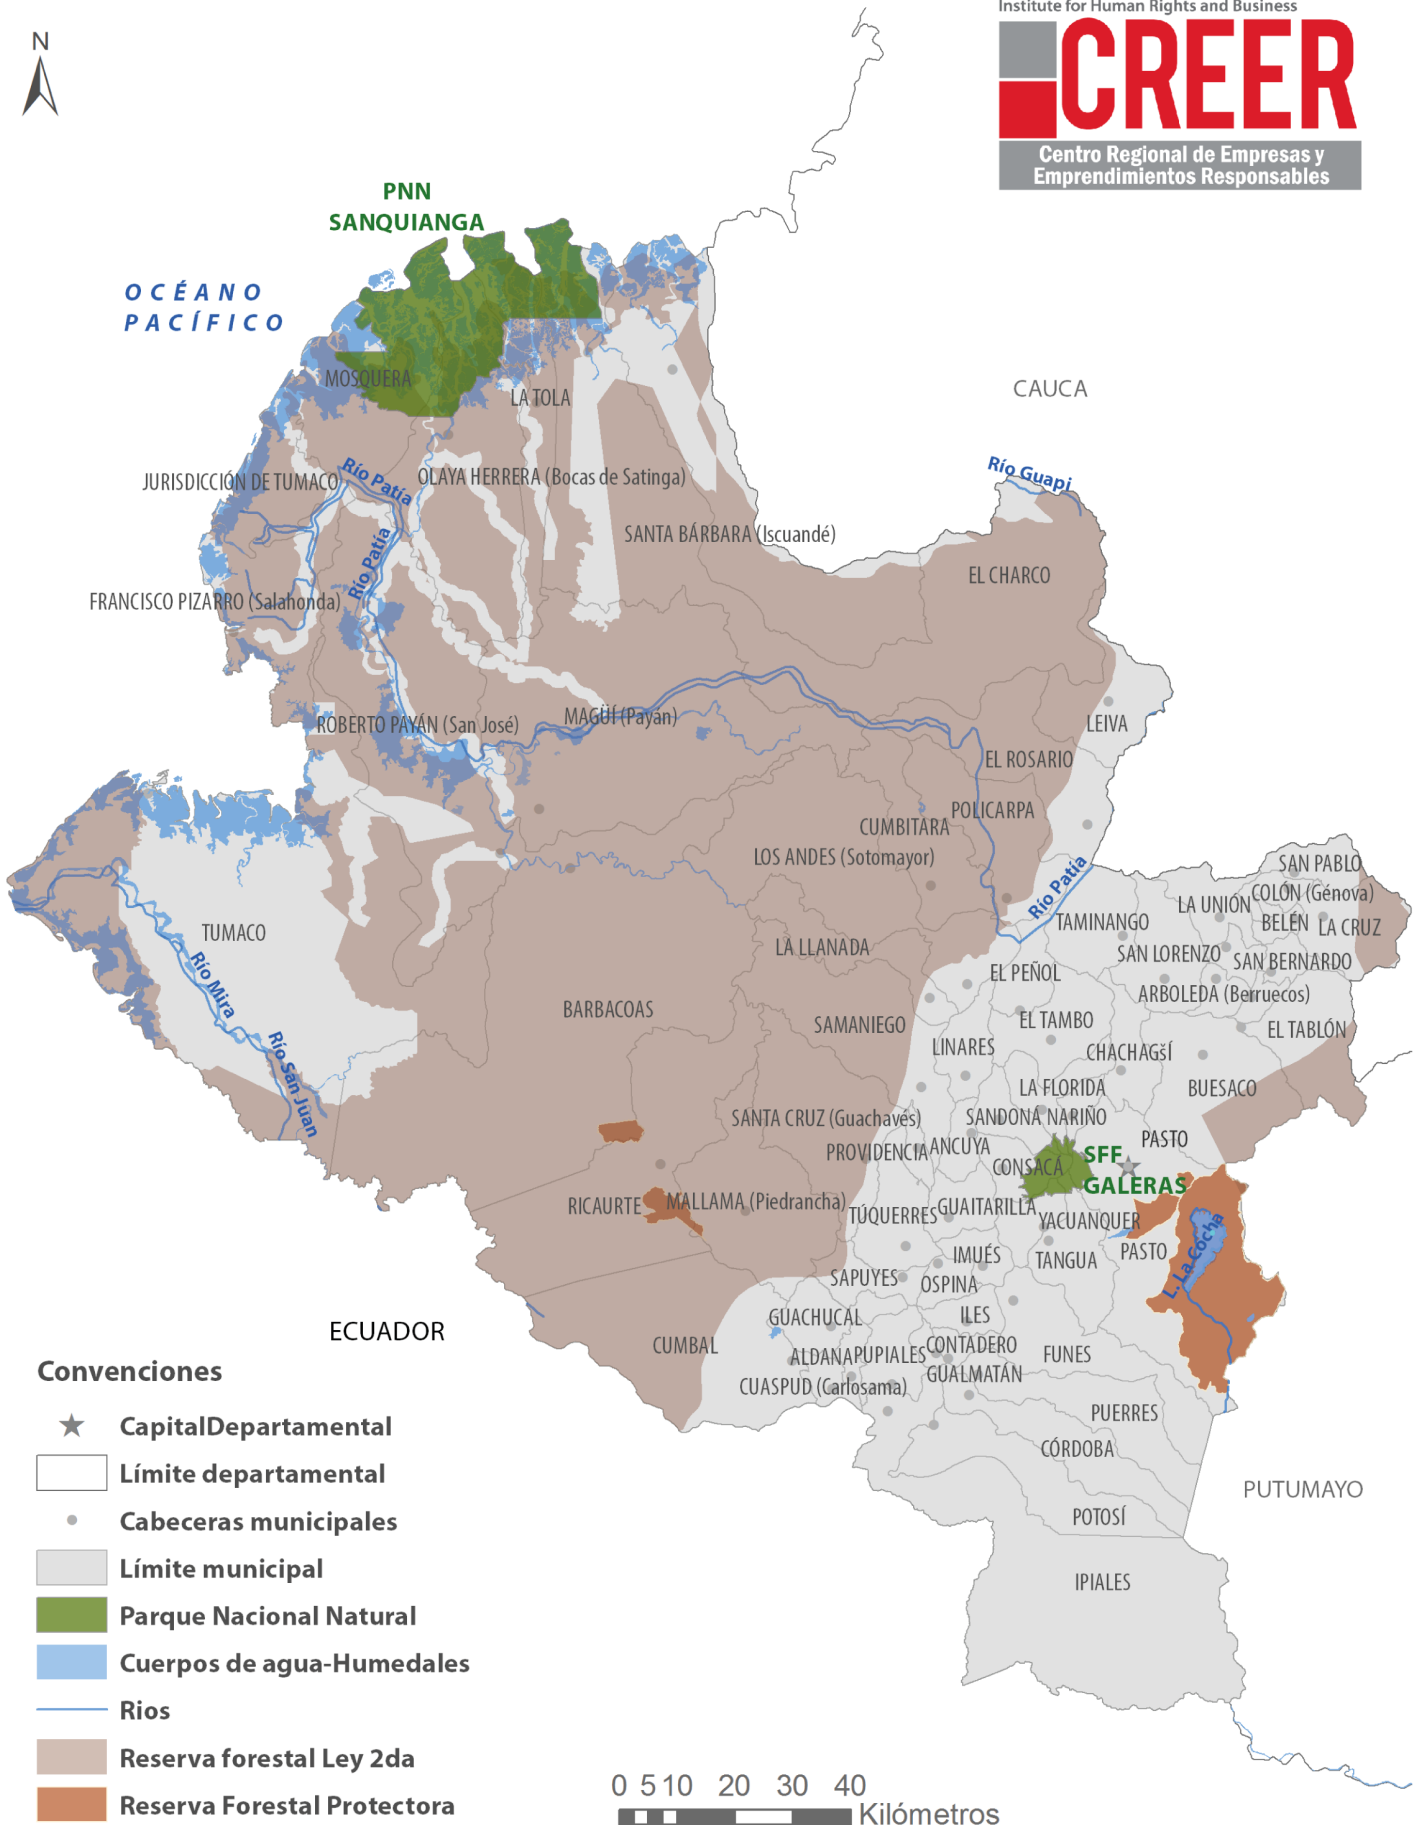 Institute for Human Rights and Business
CREER
Centro Regional de Empresas y
Emprendimientos Responsables
N
PNN
SANQUIANGA
OCÉANO
PACÍFICO
CAUCA
MOSQUERA
LA TOLA
Río Guapi
JURISDICCIÓN DE TUMACO
Río Patía
OLAYA HERRERA (Bocas de Satinga)
SANTA BÁRBARA (Iscuandé)
Río Patía
EL CHARCO
FRANCISCO PIZARRO (Salahonda)
ROBERTO PAYÁN (San José)
MAGÜÍ (Payán)
LEIVA
EL ROSARIO
POLICARPA
CUMBITARA
LOS ANDES (Sotomayor)
Río Patía
SAN PABLO
COLÓN (Génova)
LA UNIÓN
BELÉN
LA CRUZ
TAMINANGO
TUMACO
LA LLANADA
SAN LORENZO
SAN BERNARDO
Río Mira
EL PEÑOL
ARBOLEDA (Berruecos)
BARBACOAS
SAMANIEGO
EL TAMBO
EL TABLÓN
LINARES
CHACHAGšÍ
Río San Juan
LA FLORIDA
BUESACO
SANTA CRUZ (Guachavés)
SANDONÁ
NARIÑO
PROVIDENCIA
ANCUYA
PASTO
CONSACÁ
SFF
GALERAS
RICAURTE
MALLAMA (Piedrancha)
TÚQUERRES
GUAITARILLA
YACUANQUER
L. La Cocha
IMUÉS
TANGUA
PASTO
SAPUYES
OSPINA
GUACHUCAL
ILES
ECUADOR
CUMBAL
ALDANA
PUPIALES
CONTADERO
FUNES
GUALMATÁN
CUASPUD (Carlosama)
PUERRES
CÓRDOBA
PUTUMAYO
POTOSÍ
IPIALES
Convenciones
CapitalDepartamental
Límite departamental
Cabeceras municipales
Límite municipal
Parque Nacional Natural
Cuerpos de agua-Humedales
Rios
Reserva forestal Ley 2da
Reserva Forestal Protectora
0 5 10 20 30 40
Kilómetros